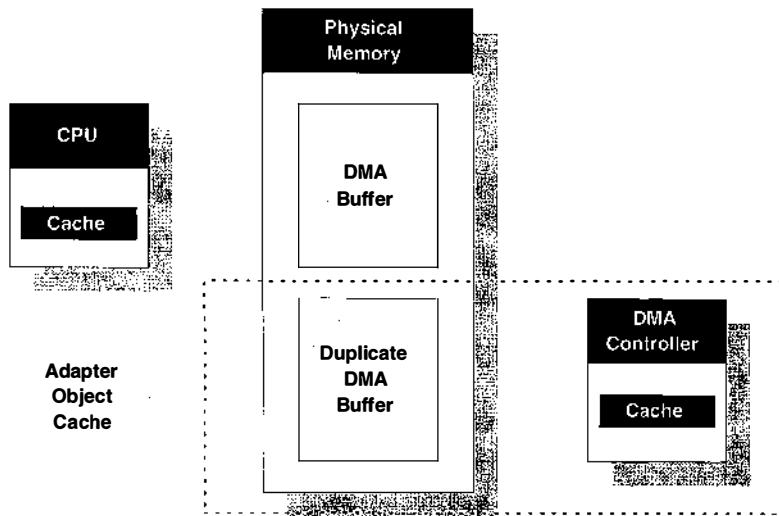 Physical
Memory
CPU
Cache
DMA
Buffer
Duplicate
DMA
Buffer
Adapter
Object
Cache
DMA
Controller
Cache